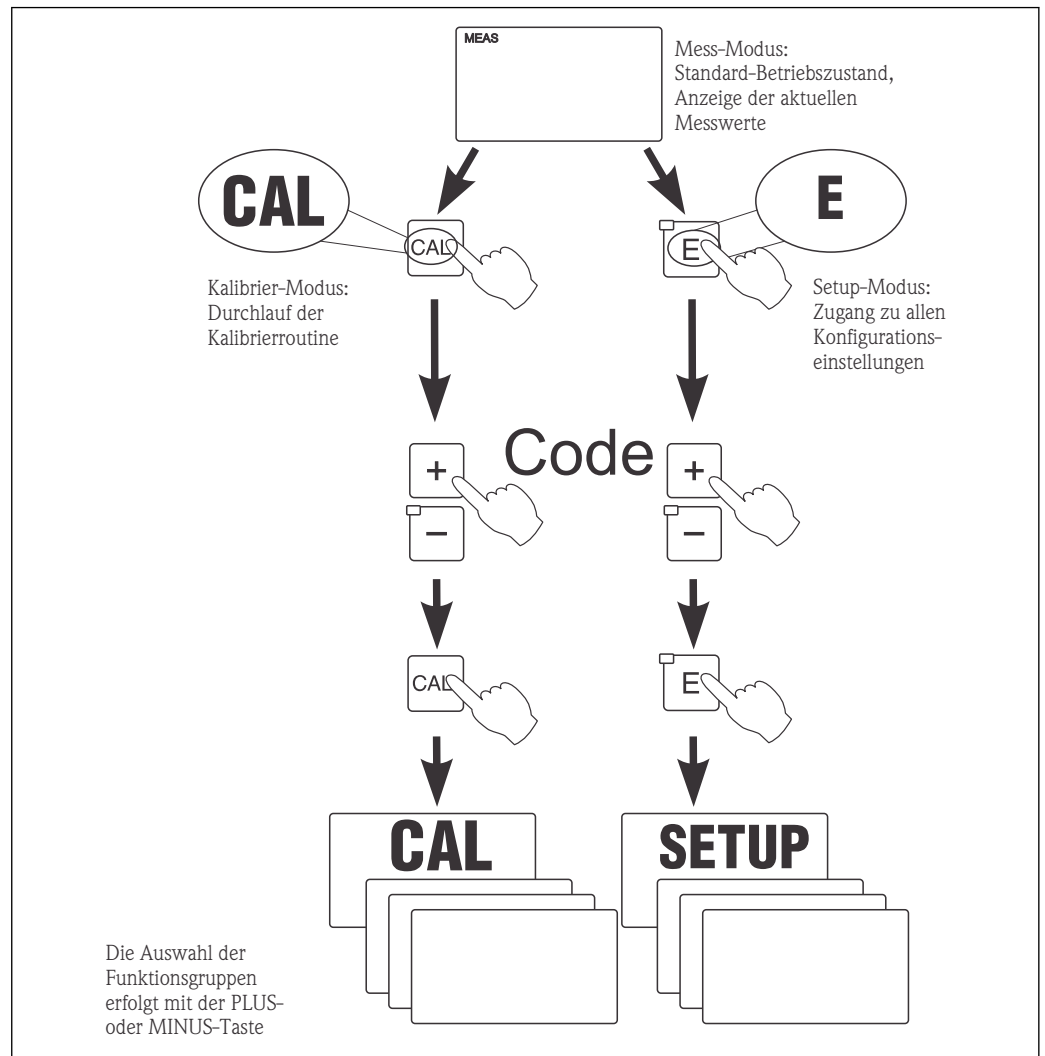 MEAS
Mess-Modus:
Standard-Betriebszustand,
Anzeige der aktuellen
Messwerte
CAL
E
CAL
E
Kalibrier-Modus:
Durchlauf der
Kalibrierroutine
Setup-Modus:
Zugang zu allen
Konfigurations-
einstellungen
Code
+
+
−
−
CAL
E
CAL
SETUP
Die Auswahl der
Funktionsgruppen
erfolgt mit der PLUS-
oder MINUS-Taste